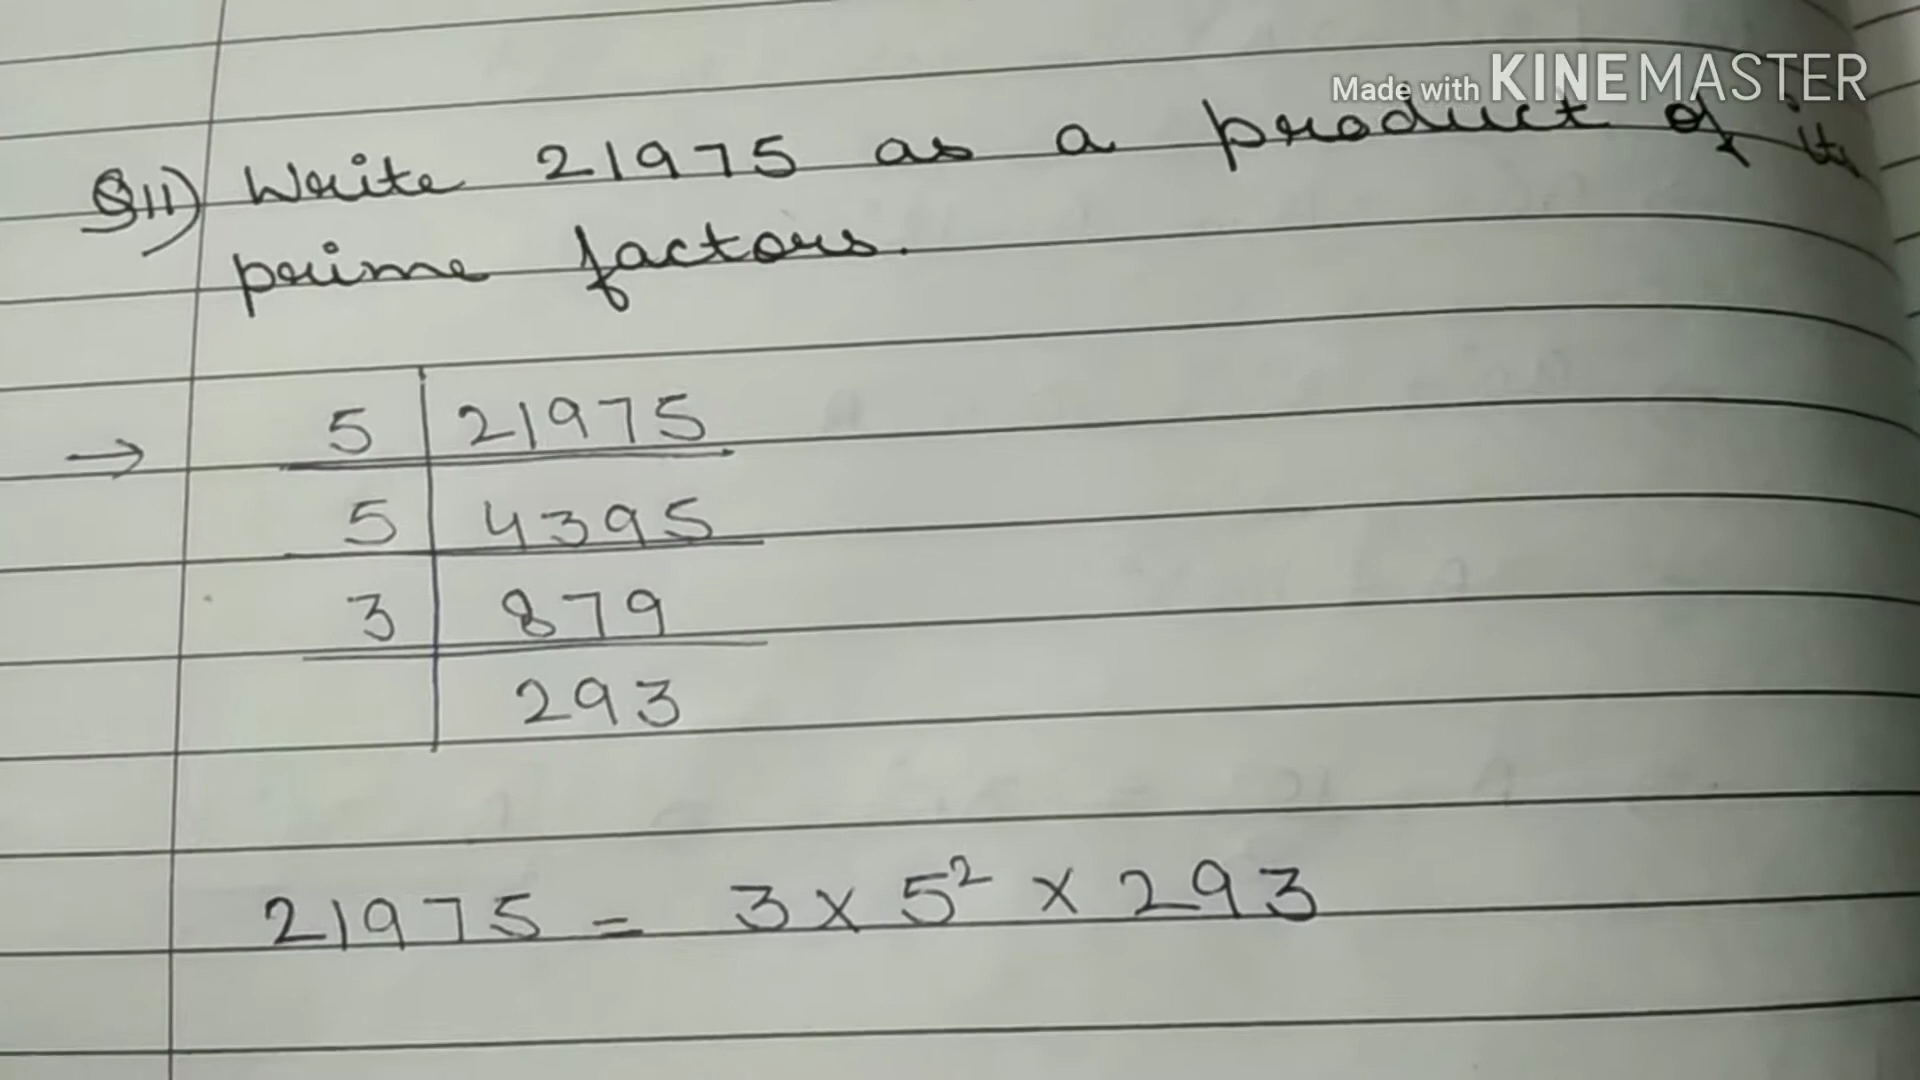 Made with KINEMASTER
Q11) Write 21975 as a product of its
prime factors.
→ 5 | 21975
5 | 4395
3 | 879
293
21975 = 3 × 5² × 293